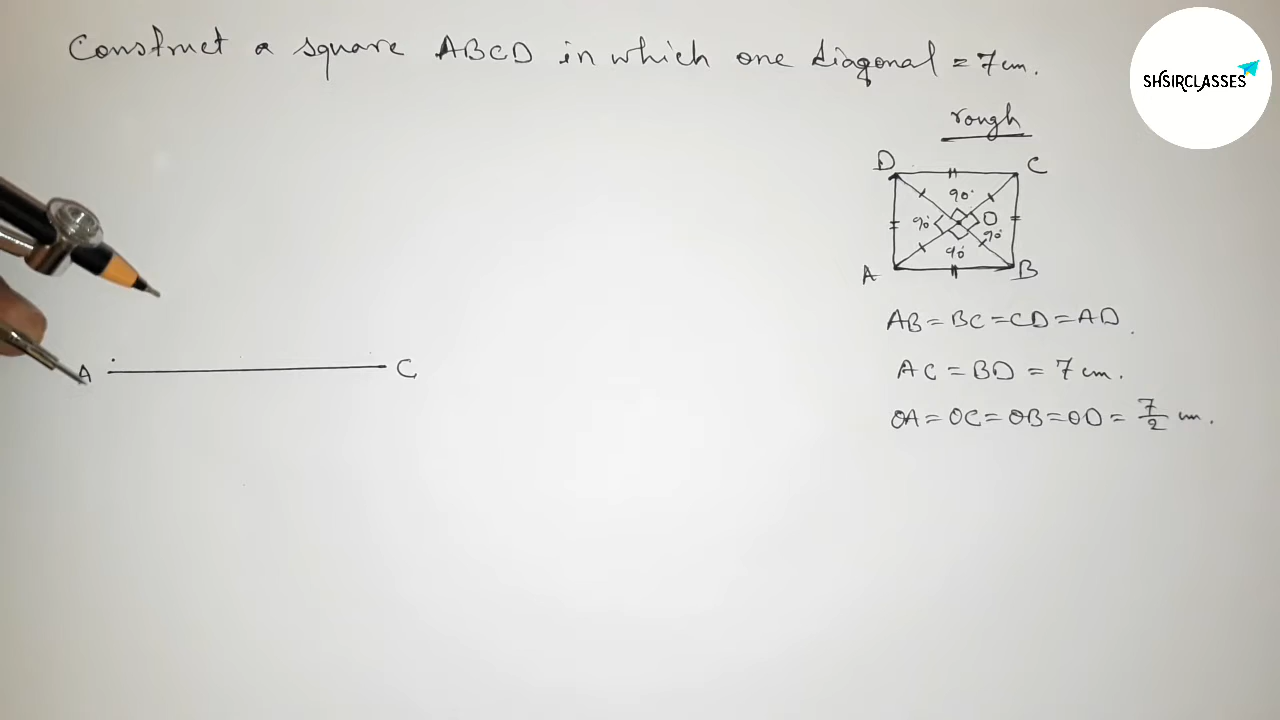 Construct a square ABCD in which one diagonal = 7 cm.
SHSIRCLASSES
rough
D C
90°
90° O
90°
90°
A B
AB = BC = CD = AD .
AC = BD = 7 cm.
A C
OA = OC = OB = OD = 7/2 cm.